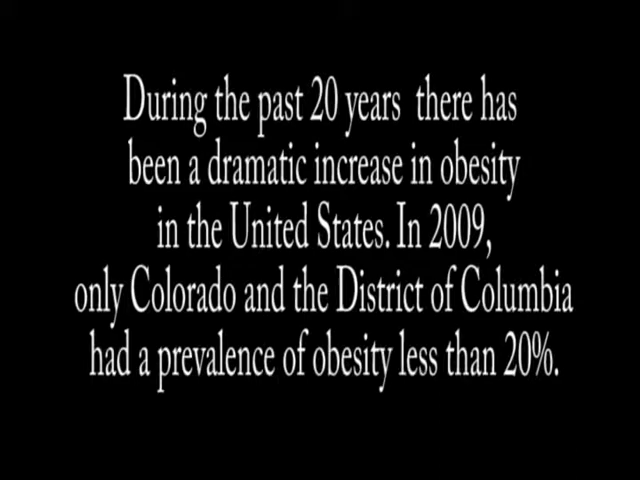 During the past 20 years there has
been a dramatic increase in obesity
in the United States. In 2009,
only Colorado and the District of Columbia
had a prevalence of obesity less than 20%.